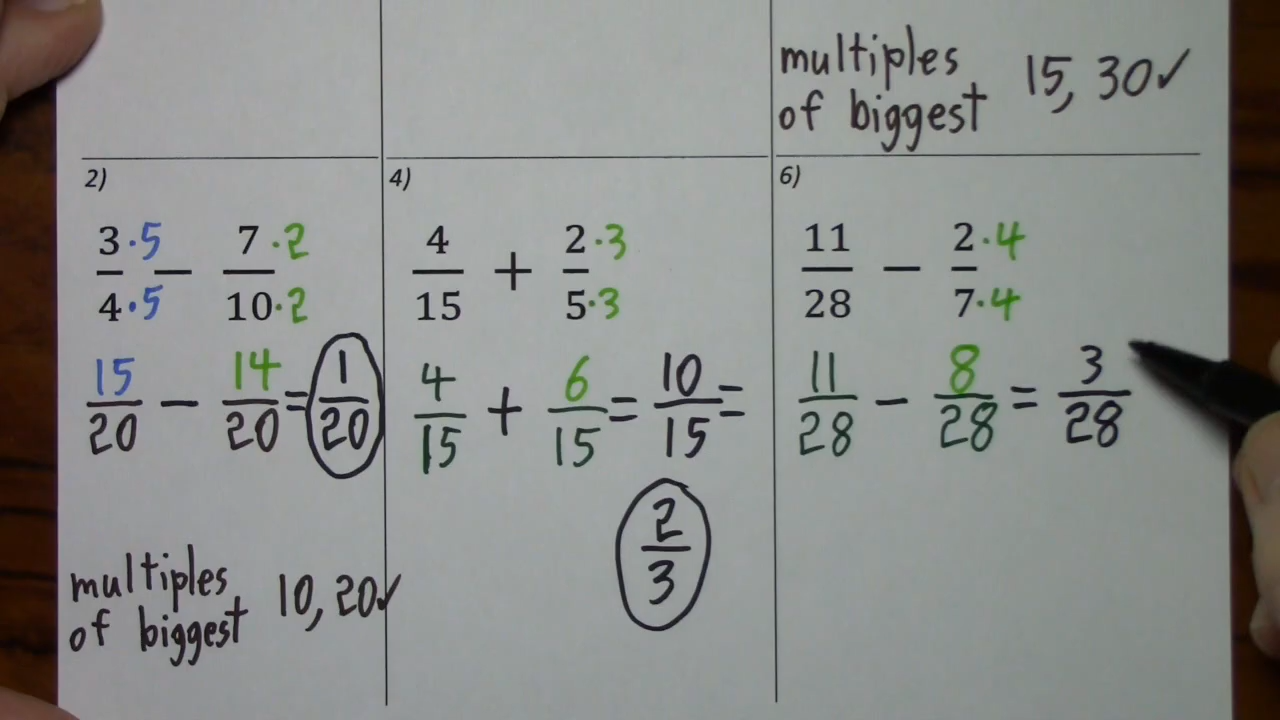 multiples
of biggest 15, 30✓
2)
3·5/4·5 − 7·2/10·2
15/20 − 14/20 = 1/20
multiples
of biggest 10, 20✓
4)
4/15 + 2·3/5·3
4/15 + 6/15 = 10/15 =
2/3
6)
11/28 − 2·4/7·4
11/28 − 8/28 = 3/28